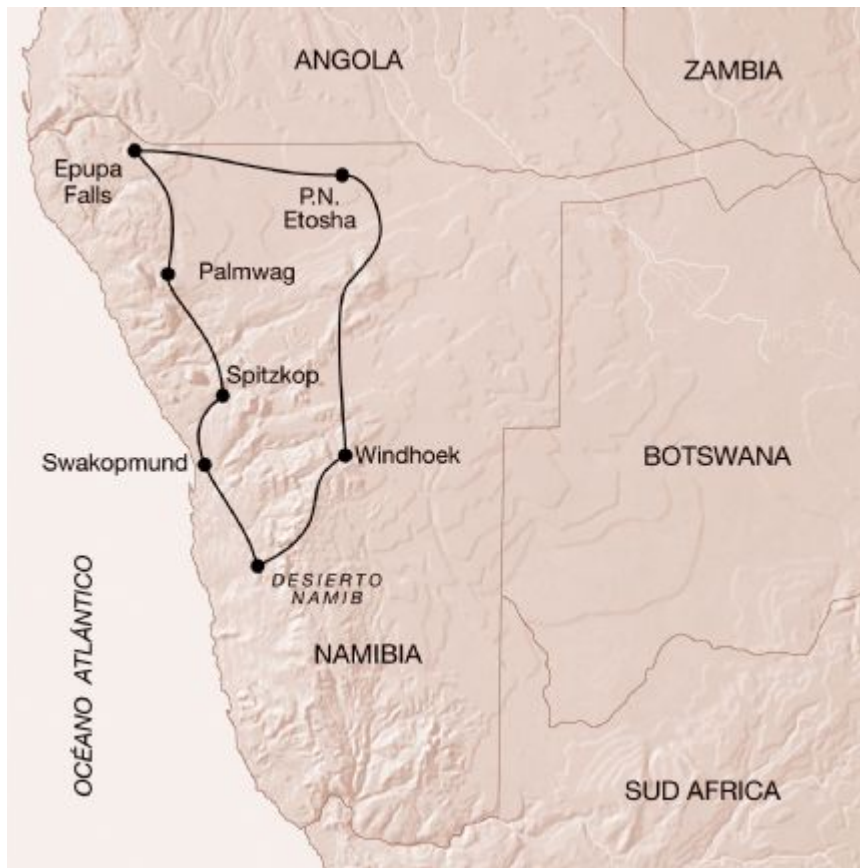 ANGOLA
ZAMBIA
Epupa
Falls
P.N.
Etosha
Palmwag
Spitzkop
Swakopmund
Windhoek
BOTSWANA
DESIERTO
NAMIB
OCÉANO ATLÁNTICO
NAMIBIA
SUD AFRICA